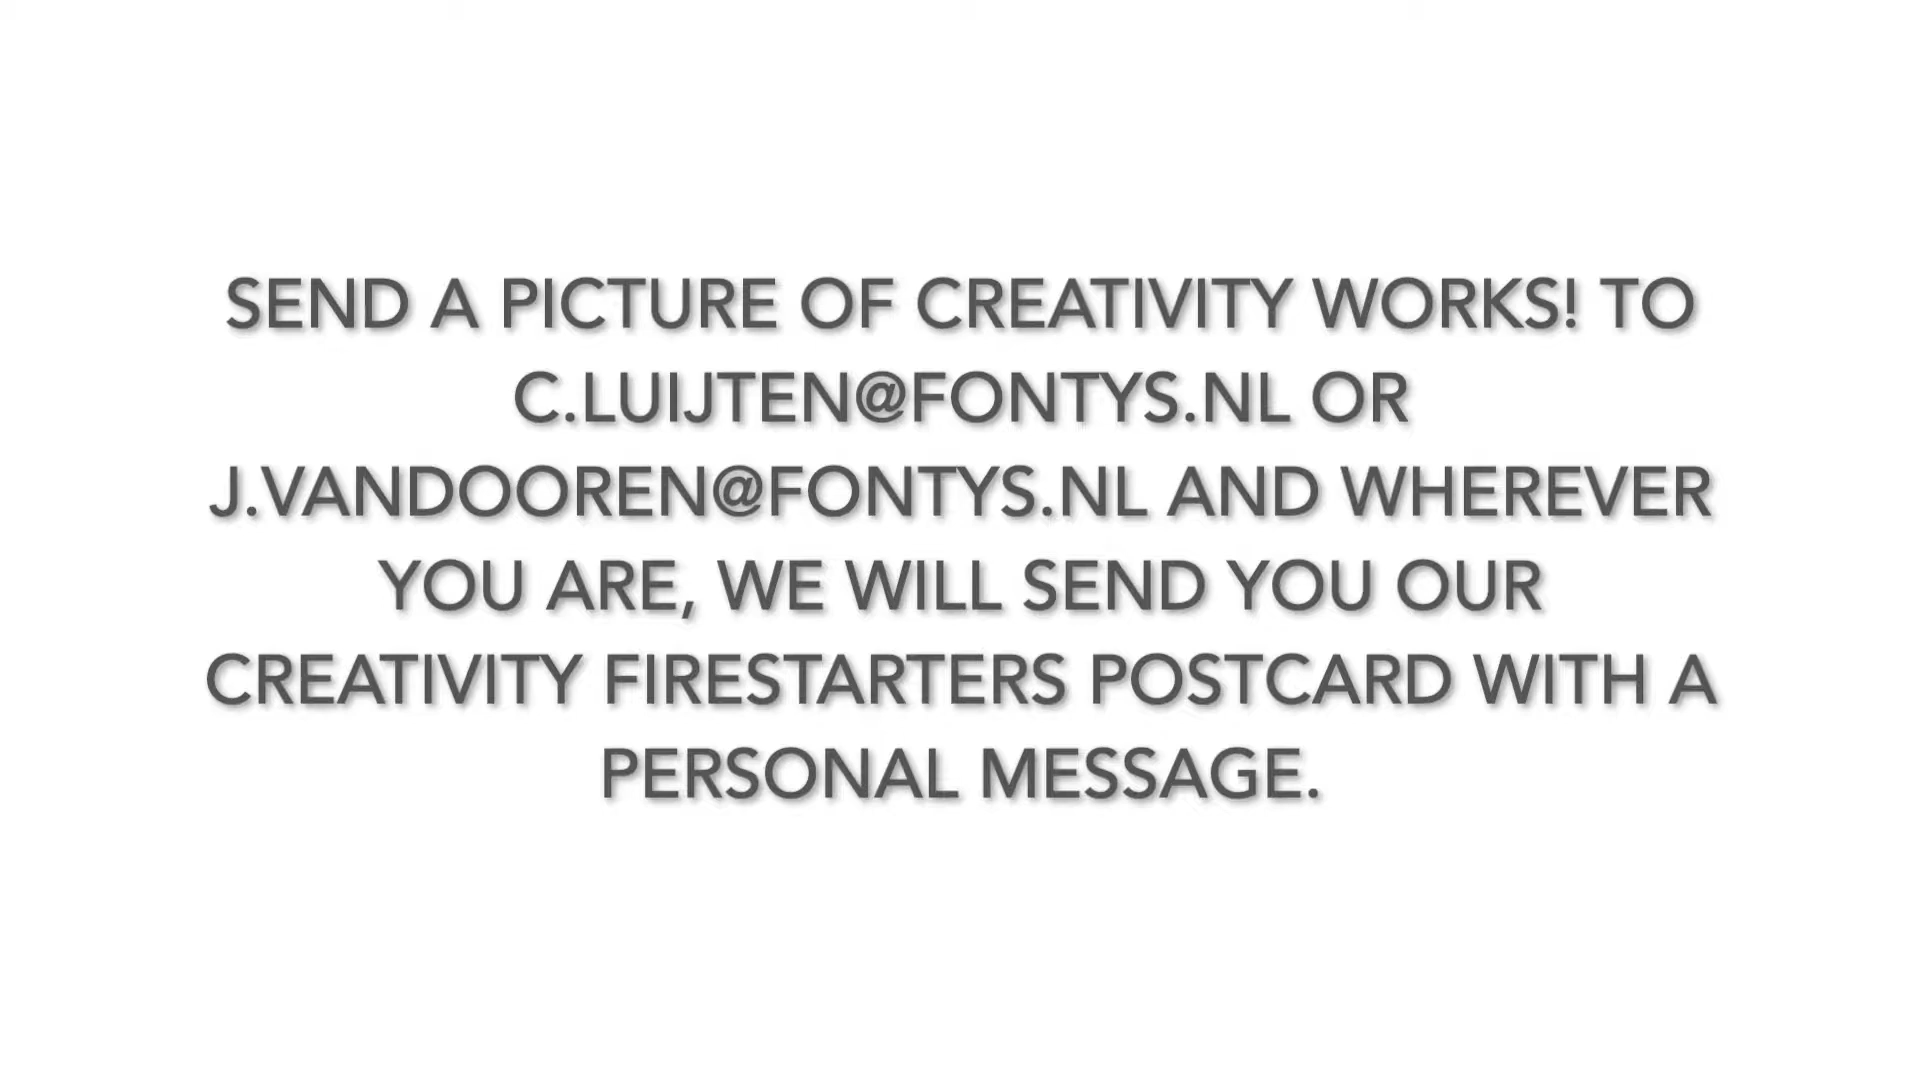 SEND A PICTURE OF CREATIVITY WORKS! TO
C.LUIJTEN@FONTYS.NL OR
J.VANDOOREN@FONTYS.NL AND WHEREVER
YOU ARE, WE WILL SEND YOU OUR
CREATIVITY FIRESTARTERS POSTCARD WITH A
PERSONAL MESSAGE.